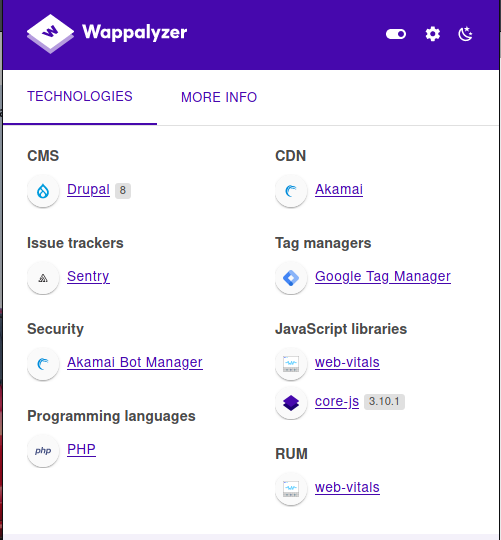 Wappalyzer
TECHNOLOGIES
MORE INFO
CMS
Drupal 8
Issue trackers
Sentry
Security
Akamai Bot Manager
Programming languages
php PHP
CDN
Akamai
Tag managers
Google Tag Manager
JavaScript libraries
web-vitals
core-js 3.10.1
RUM
web-vitals